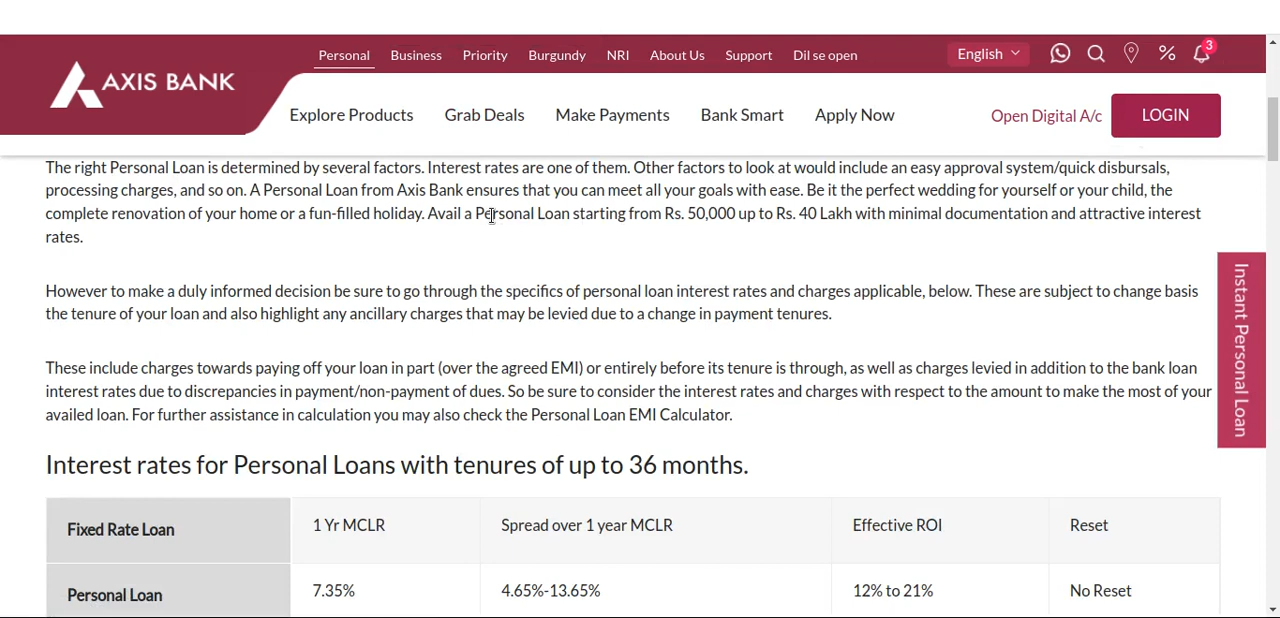 Personal Business Priority Burgundy NRI About Us Support Dil se open English 3
AXIS BANK
Explore Products Grab Deals Make Payments Bank Smart Apply Now Open Digital A/c LOGIN
The right Personal Loan is determined by several factors. Interest rates are one of them. Other factors to look at would include an easy approval system/quick disbursals,
processing charges, and so on. A Personal Loan from Axis Bank ensures that you can meet all your goals with ease. Be it the perfect wedding for yourself or your child, the
complete renovation of your home or a fun-filled holiday. Avail a Personal Loan starting from Rs. 50,000 up to Rs. 40 Lakh with minimal documentation and attractive interest
rates.
However to make a duly informed decision be sure to go through the specifics of personal loan interest rates and charges applicable, below. These are subject to change basis
the tenure of your loan and also highlight any ancillary charges that may be levied due to a change in payment tenures.
These include charges towards paying off your loan in part (over the agreed EMI) or entirely before its tenure is through, as well as charges levied in addition to the bank loan
interest rates due to discrepancies in payment/non-payment of dues. So be sure to consider the interest rates and charges with respect to the amount to make the most of your
availed loan. For further assistance in calculation you may also check the Personal Loan EMI Calculator.
Instant Personal Loan
Interest rates for Personal Loans with tenures of up to 36 months.
Fixed Rate Loan 1 Yr MCLR Spread over 1 year MCLR Effective ROI Reset
Personal Loan 7.35% 4.65%-13.65% 12% to 21% No Reset